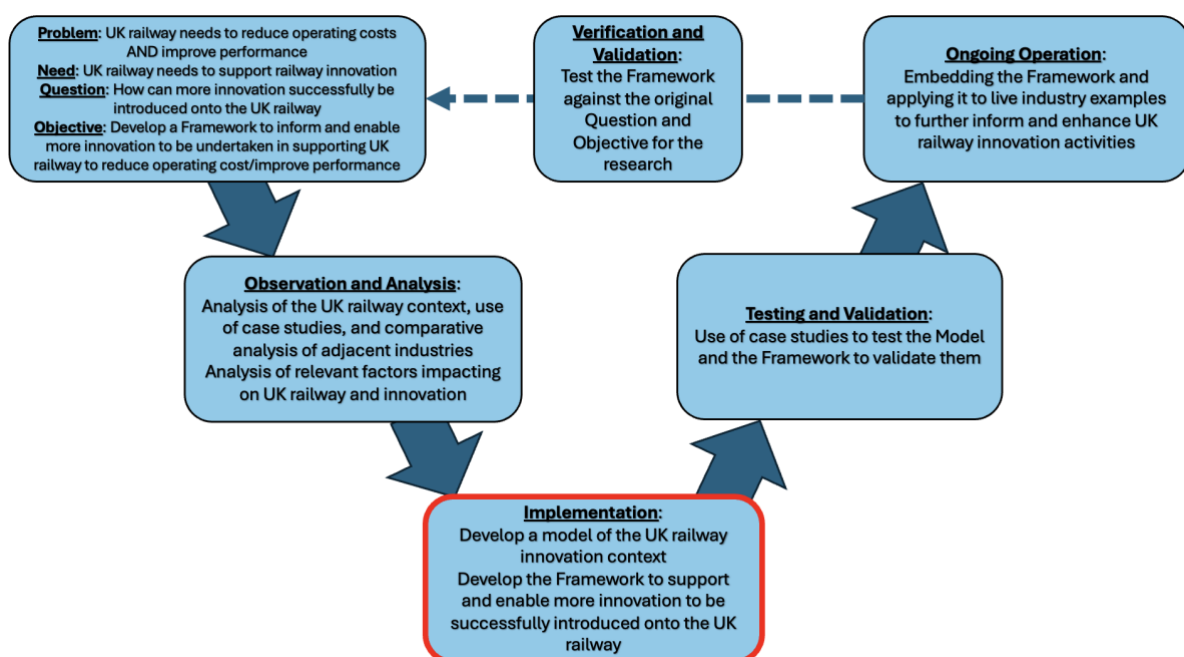 Problem: UK railway needs to reduce operating costs
AND improve performance
Need: UK railway needs to support railway innovation
Question: How can more innovation successfully be
introduced onto the UK railway
Objective: Develop a Framework to inform and enable
more innovation to be undertaken in supporting UK
railway to reduce operating cost/improve performance
Verification and
Validation:
Test the Framework
against the original
Question and
Objective for the
research
Ongoing Operation:
Embedding the Framework and
applying it to live industry examples
to further inform and enhance UK
railway innovation activities
Observation and Analysis:
Analysis of the UK railway context, use
of case studies, and comparative
analysis of adjacent industries
Analysis of relevant factors impacting
on UK railway and innovation
Testing and Validation:
Use of case studies to test the Model
and the Framework to validate them
Implementation:
Develop a model of the UK railway
innovation context
Develop the Framework to support
and enable more innovation to be
successfully introduced onto the UK
railway